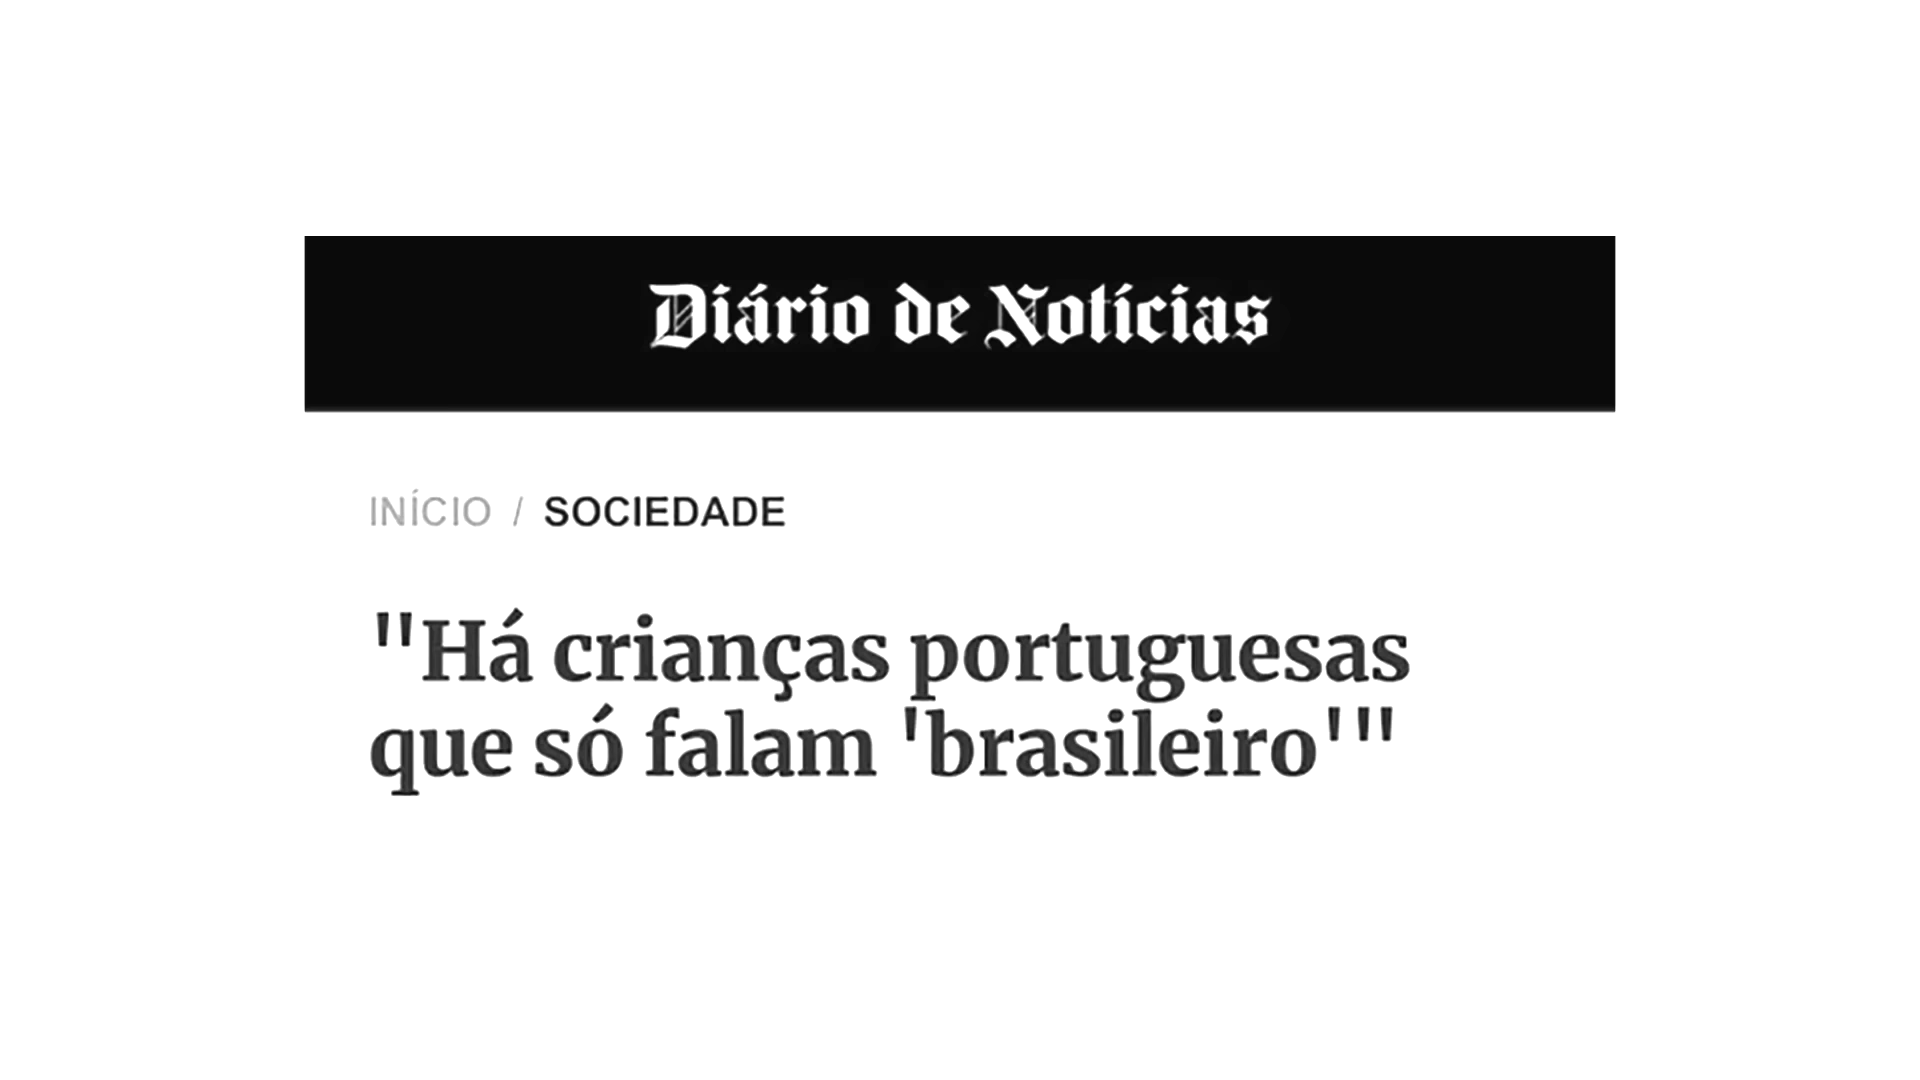 Diário de Notícias
INÍCIO / SOCIEDADE
"Há crianças portuguesas
que só falam 'brasileiro'"